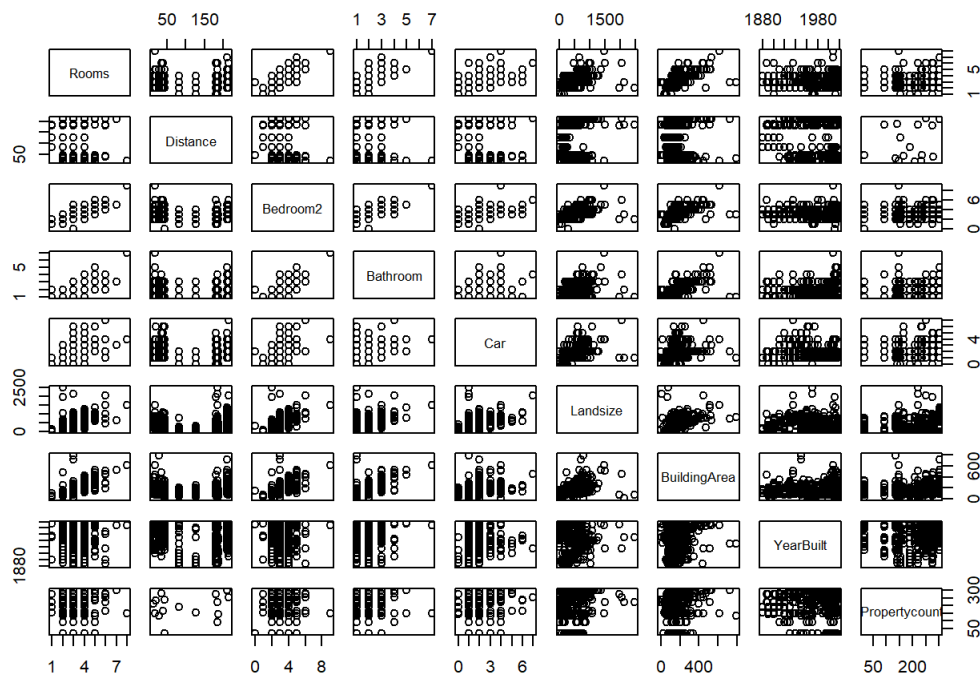 50 150 1 3 5 7 0 1500 1880 1980
Rooms 1 5
50 Distance
Bedroom2 0 6
1 5 Bathroom
Car 0 4
0 2500 Landsize
BuildingArea 0 600
1880 YearBuilt
Propertycount 50 300
1 4 7 0 4 8 0 3 6 0 400 50 200